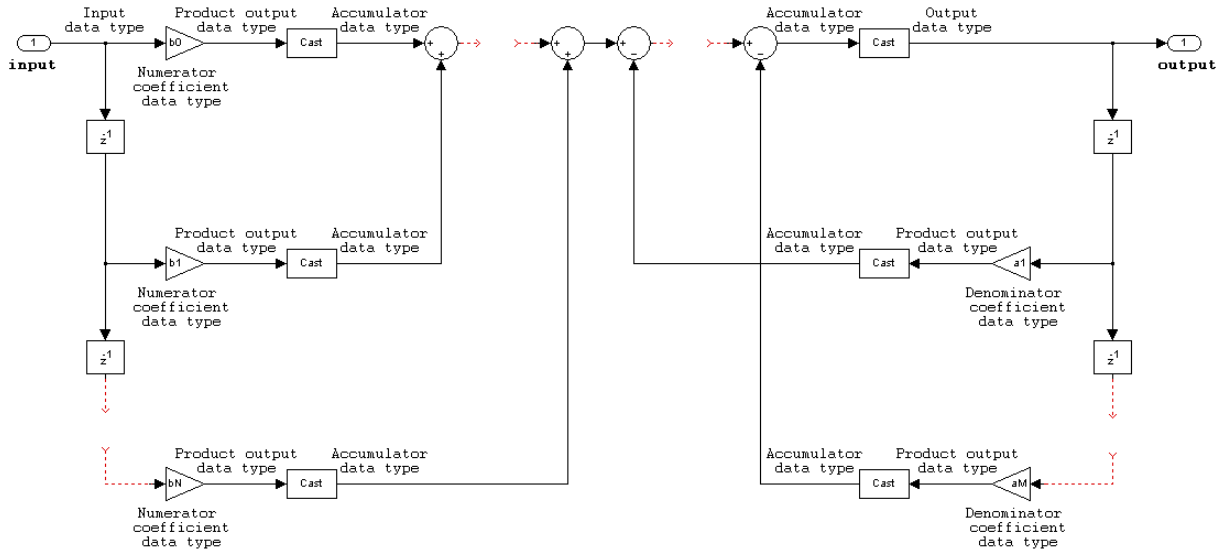 Input
data type
Product output
data type
Accumulator
data type
Accumulator
data type
Output
data type
1
input
b0
Cast
+
+
+
+
+
−
+
−
Cast
1
output
Numerator
coefficient
data type
z-1
z-1
Product output
data type
Accumulator
data type
Accumulator
data type
Product output
data type
b1
Cast
Cast
a1
Numerator
coefficient
data type
Denominator
coefficient
data type
z-1
z-1
Product output
data type
Accumulator
data type
Accumulator
data type
Product output
data type
bN
Cast
Cast
aM
Numerator
coefficient
data type
Denominator
coefficient
data type